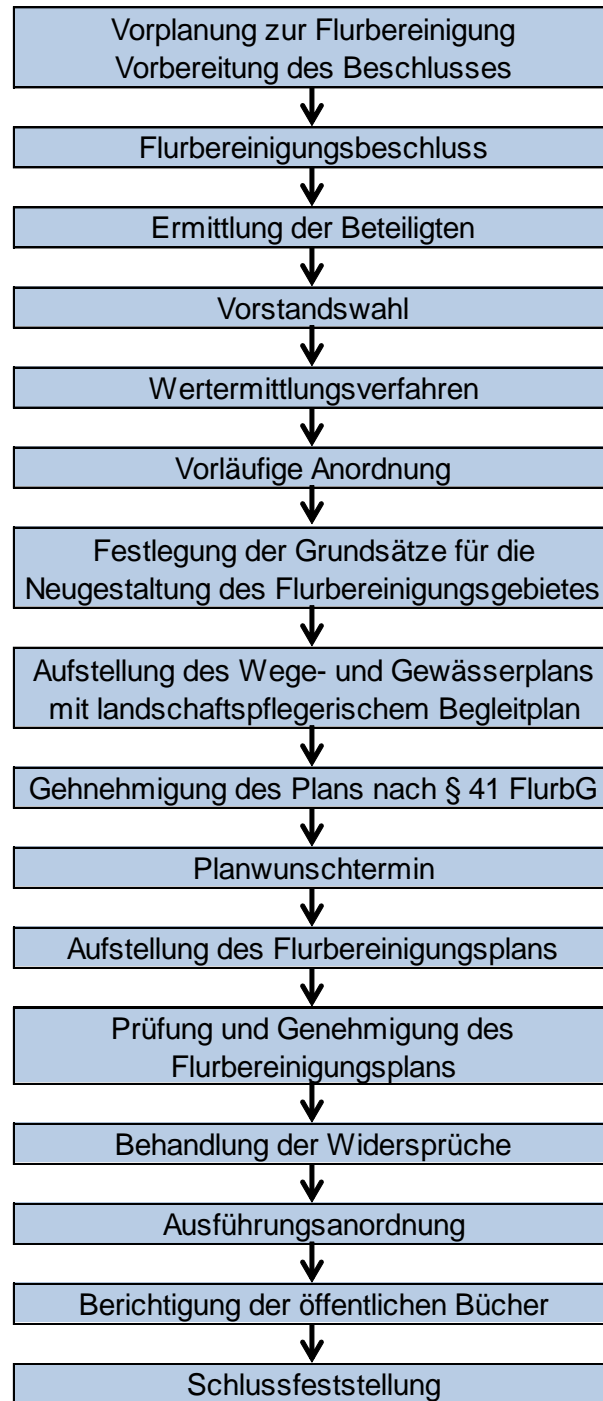 Vorplanung zur Flurbereinigung
Vorbereitung des Beschlusses
Flurbereinigungsbeschluss
Ermittlung der Beteiligten
Vorstandswahl
Wertermittlungsverfahren
Vorläufige Anordnung
Festlegung der Grundsätze für die
Neugestaltung des Flurbereinigungsgebietes
Aufstellung des Wege- und Gewässerplans
mit landschaftspflegerischem Begleitplan
Gehnehmigung des Plans nach § 41 FlurbG
Planwunschtermin
Aufstellung des Flurbereinigungsplans
Prüfung und Genehmigung des
Flurbereinigungsplans
Behandlung der Widersprüche
Ausführungsanordnung
Berichtigung der öffentlichen Bücher
Schlussfeststellung